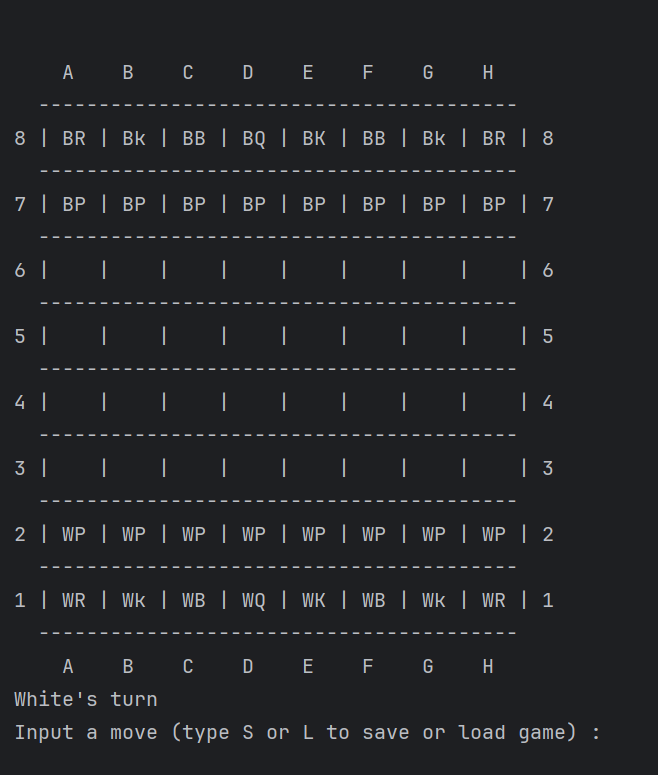 A    B    C    D    E    F    G    H
  ----------------------------------------
8 | BR | Bk | BB | BQ | BK | BB | Bk | BR | 8
  ----------------------------------------
7 | BP | BP | BP | BP | BP | BP | BP | BP | 7
  ----------------------------------------
6 |    |    |    |    |    |    |    |    | 6
  ----------------------------------------
5 |    |    |    |    |    |    |    |    | 5
  ----------------------------------------
4 |    |    |    |    |    |    |    |    | 4
  ----------------------------------------
3 |    |    |    |    |    |    |    |    | 3
  ----------------------------------------
2 | WP | WP | WP | WP | WP | WP | WP | WP | 2
  ----------------------------------------
1 | WR | Wk | WB | WQ | WK | WB | Wk | WR | 1
  ----------------------------------------
    A    B    C    D    E    F    G    H
White's turn
Input a move (type S or L to save or load game) :